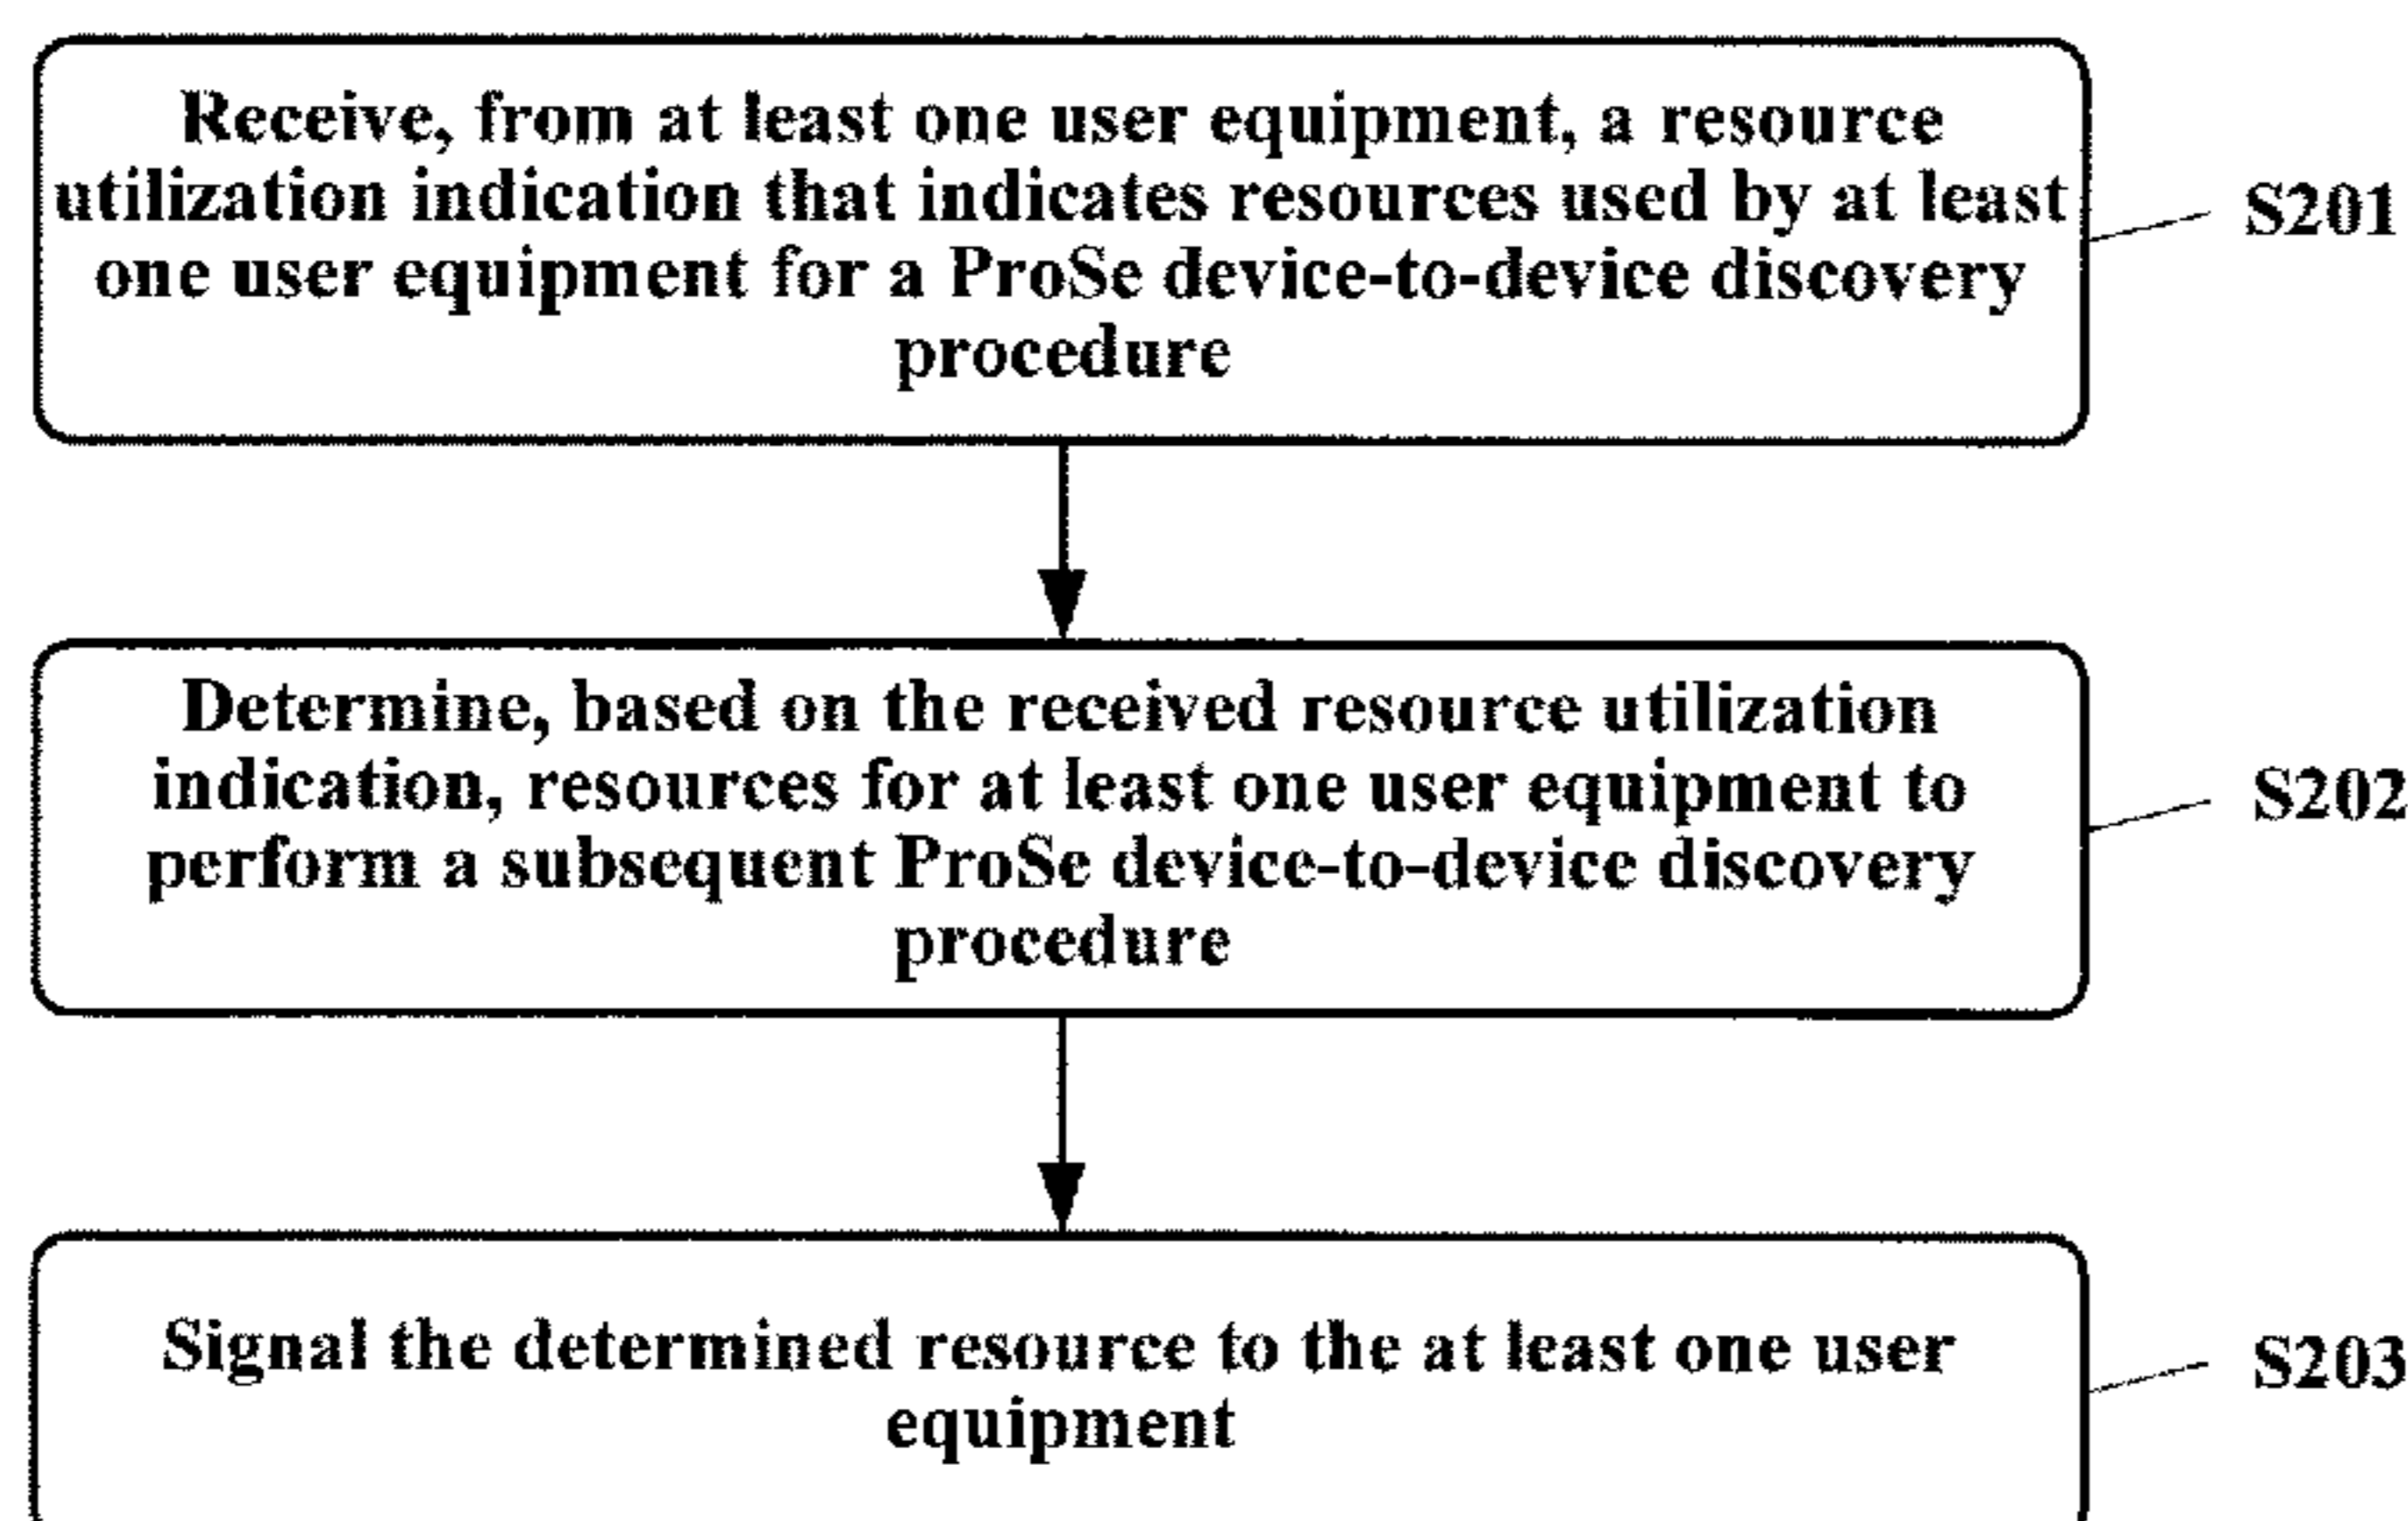 Receive, from at least one user equipment, a resource
utilization indication that indicates resources used by at least
one user equipment for a ProSe device-to-device discovery
procedure
S201
Determine, based on the received resource utilization
indication, resources for at least one user equipment to
perform a subsequent ProSe device-to-device discovery
procedure
S202
Signal the determined resource to the at least one user
equipment
S203